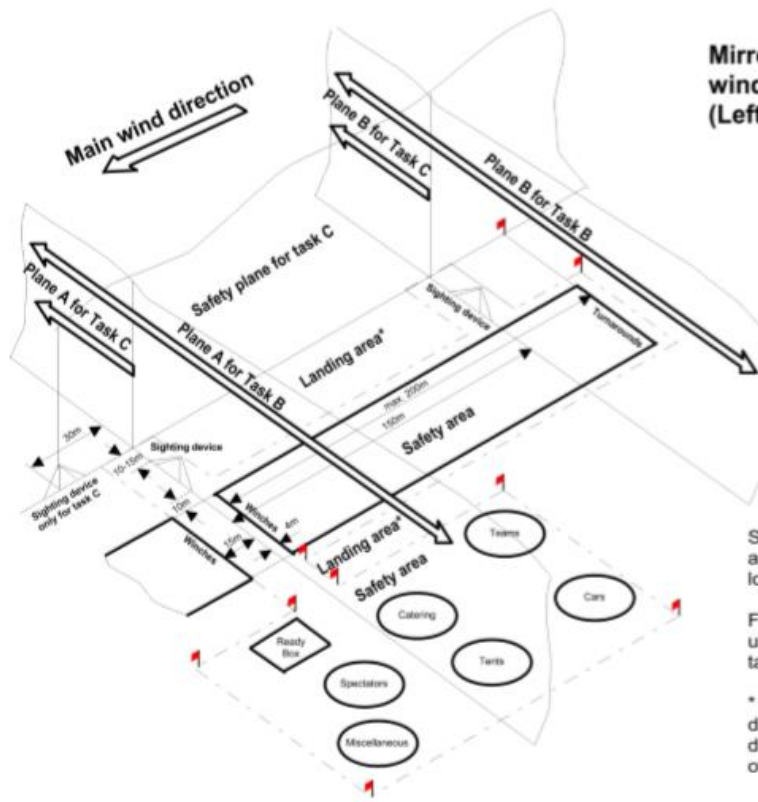 Mirr
wind
(Left
Main wind direction
Plane B for Task C
Plane B for Task B
Safety plane for task C
Plane A for Task C
Plane A for Task B
Sighting device
Turnarounds
Landing area*
max. 200m
150m
Safety area
30m
10-15m
Sighting device
Sighting device
only for task C
10m
Winches
4m
15m
Winches
Landing area*
Safety area
Teams
Cars
Catering
Ready
Box
Tents
Spectators
Miscellaneous
S
a
lo
F
u
ta
*
d
d
o